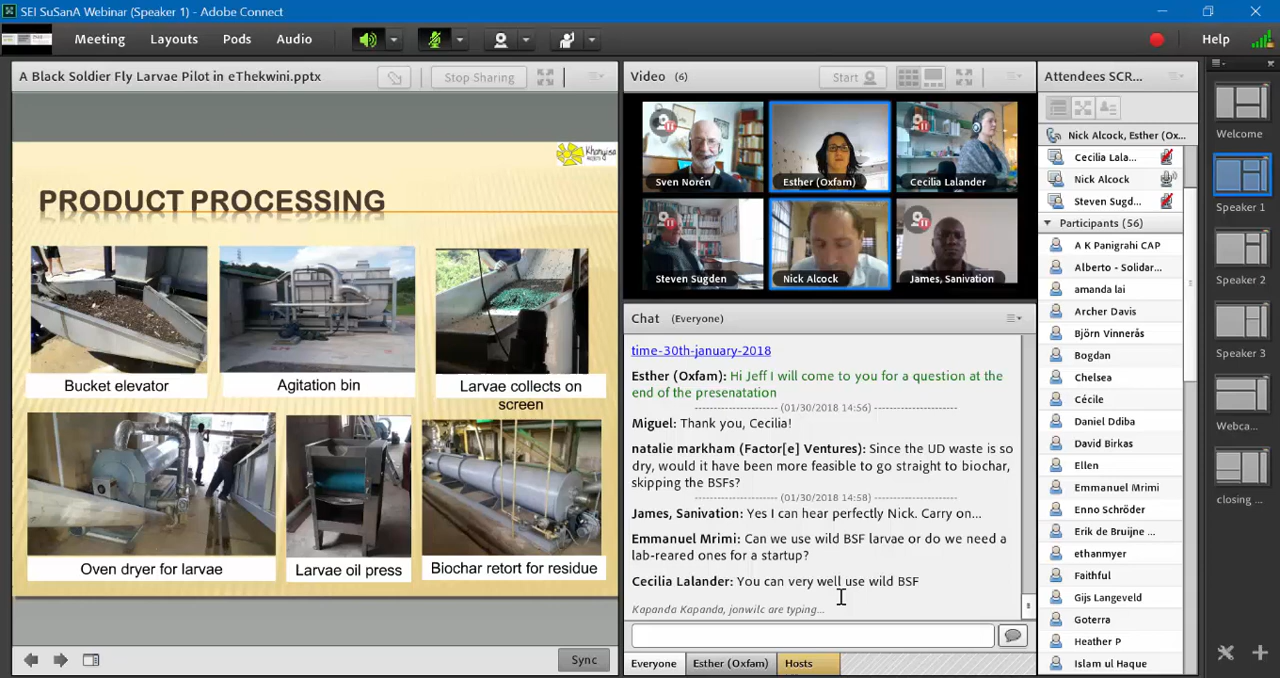 SEI SuSanA Webinar (Speaker 1) - Adobe Connect
Meeting Layouts Pods Audio Help
A Black Soldier Fly Larvae Pilot in eThekwini.pptx
Stop Sharing
Khanyisa
PROJECTS
PRODUCT PROCESSING
Bucket elevator
Agitation bin
Larvae collects on
screen
Oven dryer for larvae
Larvae oil press
Biochar retort for residue
Sync
Video (6)
Start
Sven Norén
Esther (Oxfam)
Cecilia Lalander
Steven Sugden
Nick Alcock
James, Sanivation
Chat (Everyone)
time-30th-january-2018
Esther (Oxfam): Hi Jeff I will come to you for a question at the
end of the presenatation
------------------------- (01/30/2018 14:56) -----------------------
Miguel: Thank you, Cecilia!
natalie markham (Factor[e] Ventures): Since the UD waste is so
dry, would it have been more feasible to go straight to biochar,
skipping the BSFs?
------------------------- (01/30/2018 14:58) -----------------------
James, Sanivation: Yes I can hear perfectly Nick. Carry on...
Emmanuel Mrimi: Can we use wild BSF larvae or do we need a
lab-reared ones for a startup?
Cecilia Lalander: You can very well use wild BSF
Kapanda Kapanda, jonwilc are typing...
Everyone
Esther (Oxfam)
Hosts
Attendees SCR...
Nick Alcock, Esther (Ox...
Cecilia Lala...
Nick Alcock
Steven Sugd...
Participants (56)
A K Panigrahi CAP
Alberto - Solidar...
amanda lai
Archer Davis
Björn Vinnerås
Bogdan
Chelsea
Cécile
Daniel Ddiba
David Birkas
Ellen
Emmanuel Mrimi
Enno Schröder
Erik de Bruijne ...
ethanmyer
Faithful
Gijs Langeveld
Goterra
Heather P
Islam ul Haque
Welcome
Speaker 1
Speaker 2
Speaker 3
Webca...
closing ...